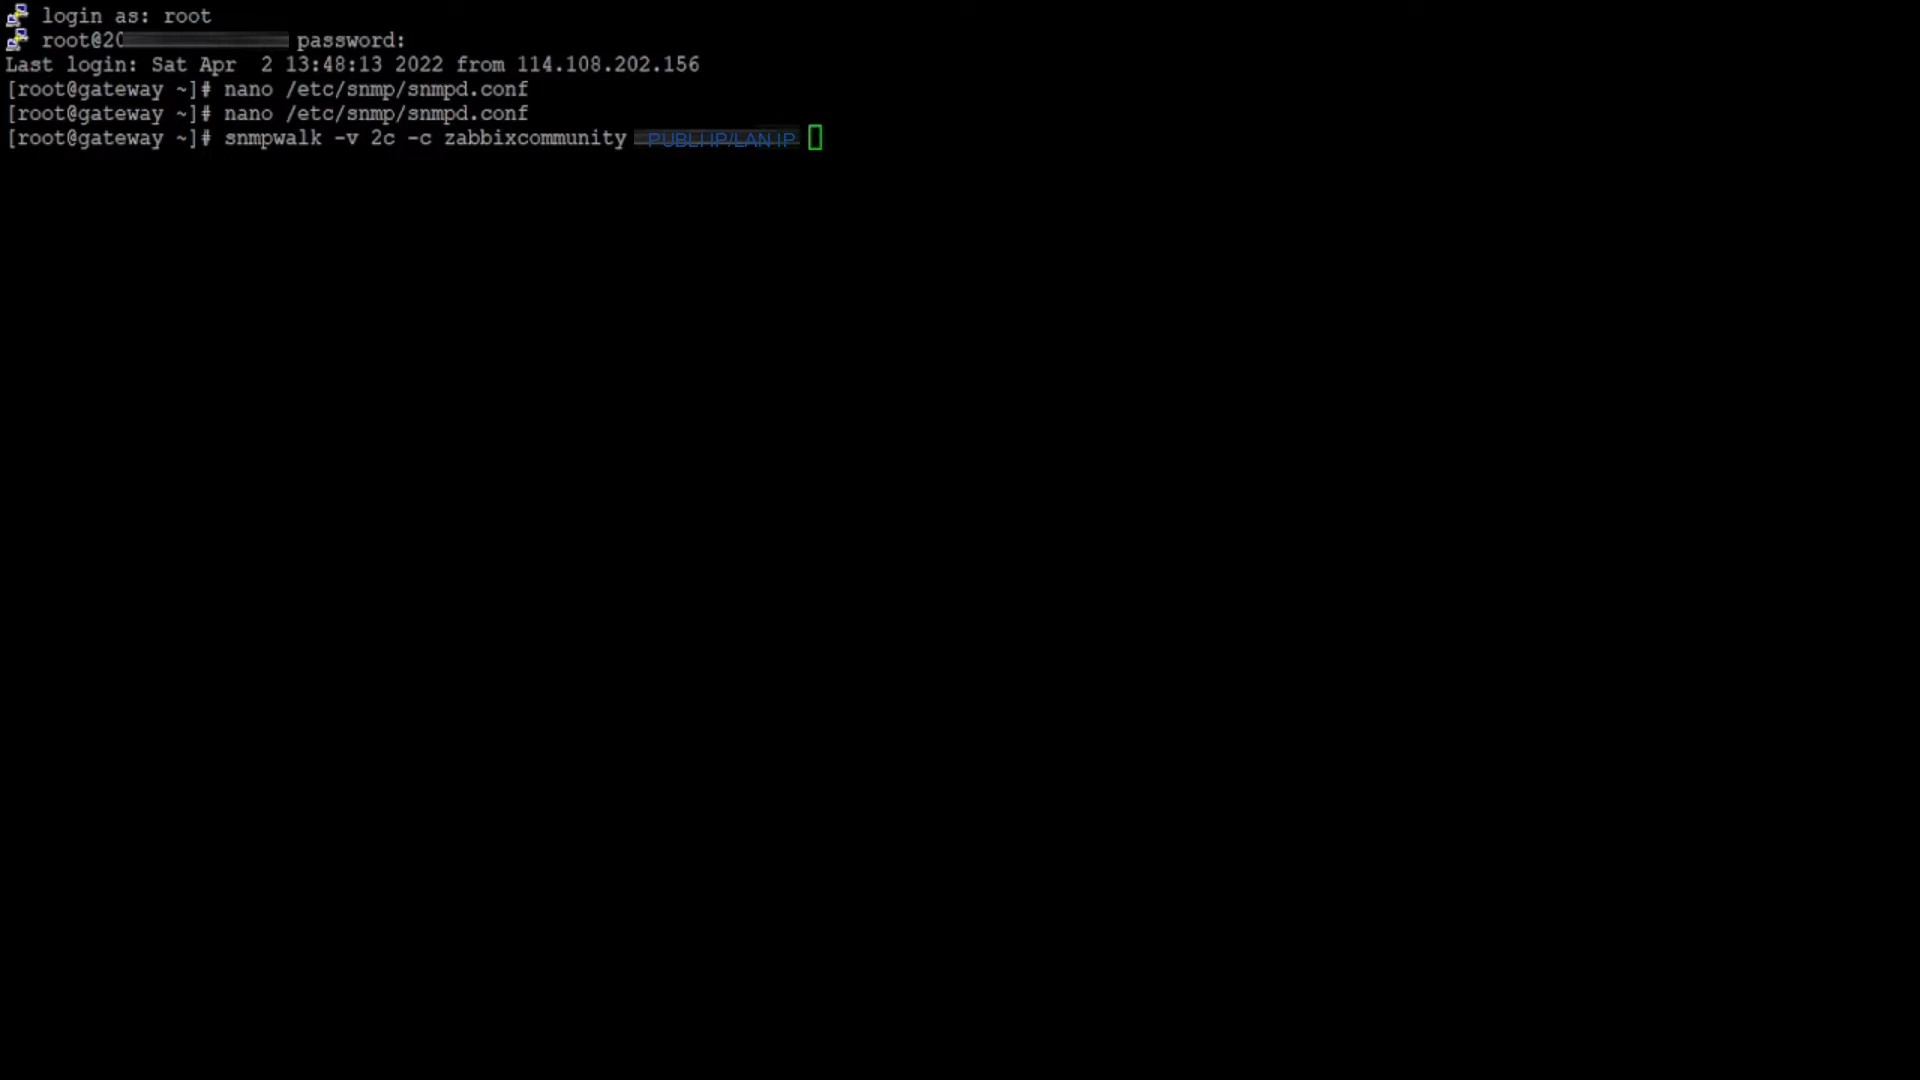 login as: root
root@20 password:
Last login: Sat Apr  2 13:48:13 2022 from 114.108.202.156
[root@gateway ~]# nano /etc/snmp/snmpd.conf
[root@gateway ~]# nano /etc/snmp/snmpd.conf
[root@gateway ~]# snmpwalk -v 2c -c zabbixcommunity PUBLI IP/LAN IP